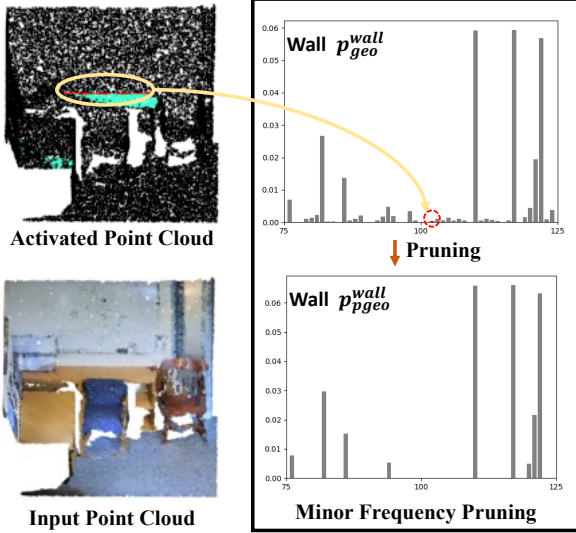 Activated Point Cloud
Input Point Cloud
Wall p_{geo}^{wall}
0.06
0.05
0.04
0.03
0.02
0.01
0.00
75 100 125
Pruning
Wall p_{pgeo}^{wall}
0.06
0.05
0.04
0.03
0.02
0.01
0.00
75 100 125
Minor Frequency Pruning